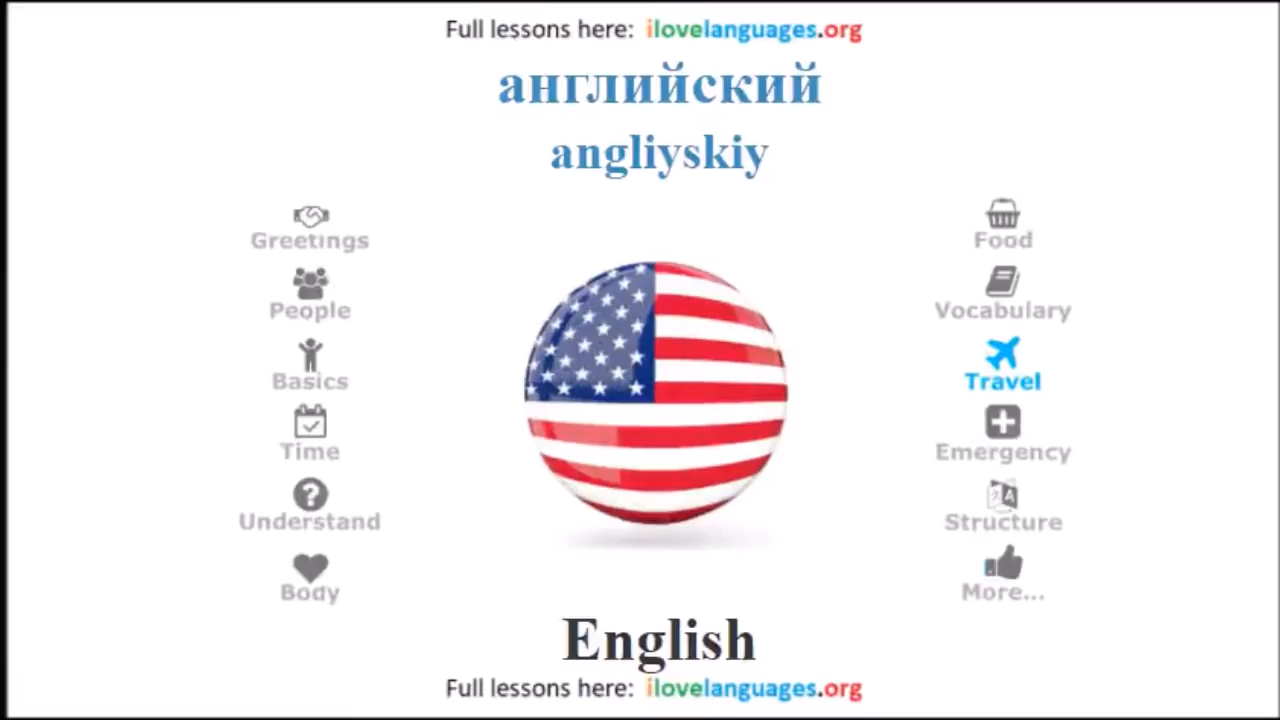 Full lessons here: ilovelanguages.org
английский
angliyskiy
Greetings
People
Basics
Time
Understand
Body
Food
Vocabulary
Travel
Emergency
Structure
More...
English
Full lessons here: ilovelanguages.org